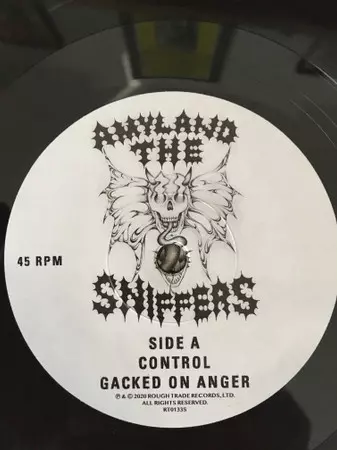 AMYL AND
THE
SNIFFERS
45 RPM
SIDE A
CONTROL
GACKED ON ANGER
℗ & © 2020 ROUGH TRADE RECORDS, LTD.
ALL RIGHTS RESERVED.
RT0133S